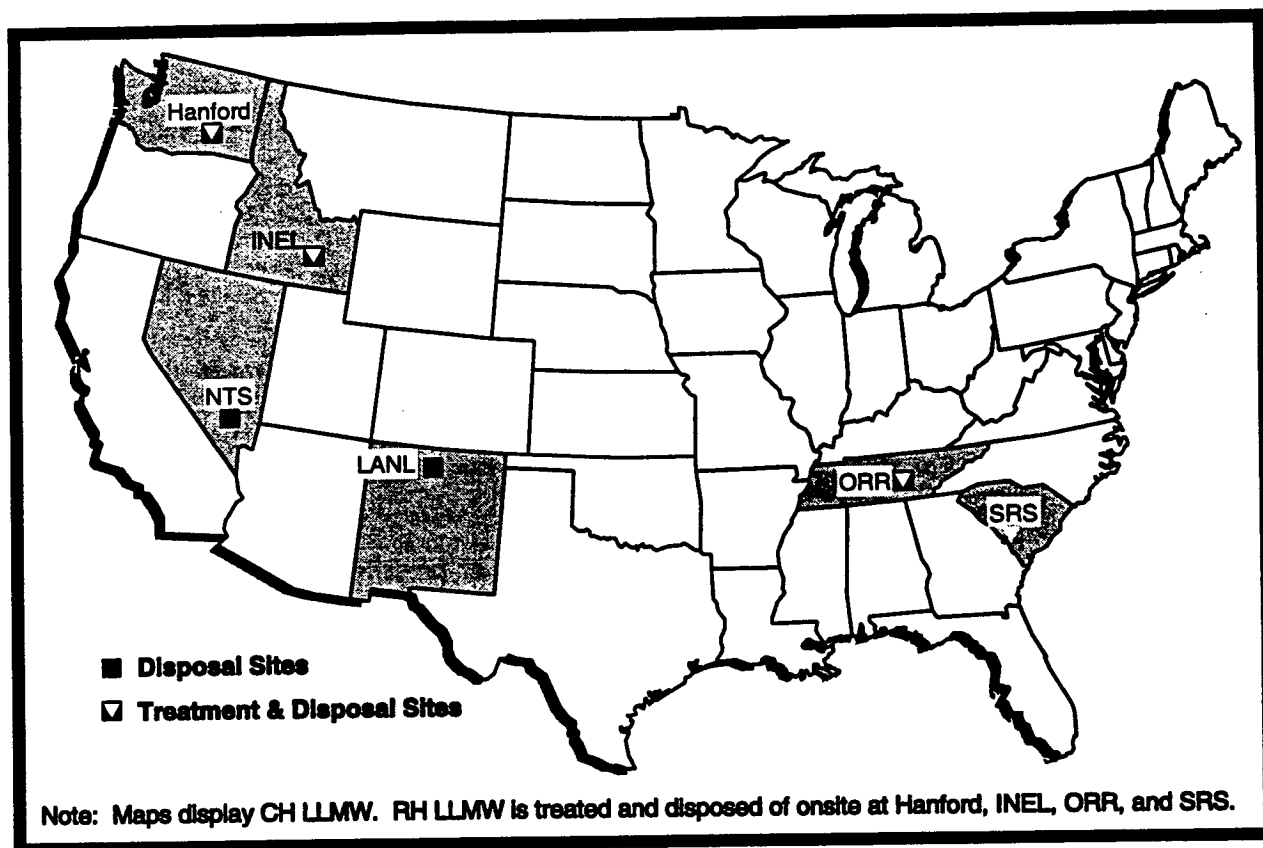 Hanford
INEL
NTS
LANL
ORR
SRS
Disposal Sites
Treatment & Disposal Sites
Note: Maps display CH LLMW. RH LLMW is treated and disposed of onsite at Hanford, INEL, ORR, and SRS.